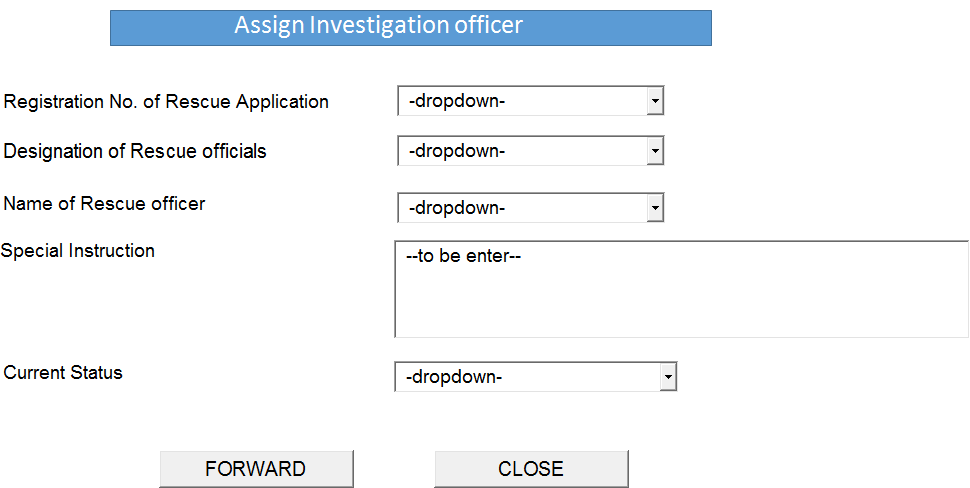 Assign Investigation officer
Registration No. of Rescue Application -dropdown-
Designation of Rescue officials -dropdown-
Name of Rescue officer -dropdown-
Special Instruction --to be enter--
Current Status -dropdown-
FORWARD CLOSE